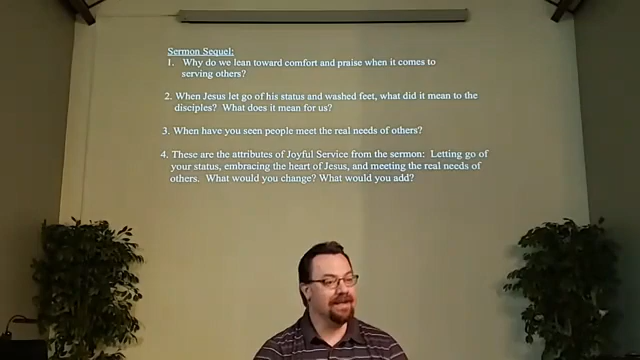 Sermon Sequel:
1. Why do we lean toward comfort and praise when it comes to
serving others?
2. When Jesus let go of his status and washed feet, what did it mean to the
disciples? What does it mean for us?
3. When have you seen people meet the real needs of others?
4. These are the attributes of Joyful Service from the sermon: Letting go of
your status, embracing the heart of Jesus, and meeting the real needs of
others. What would you change? What would you add?